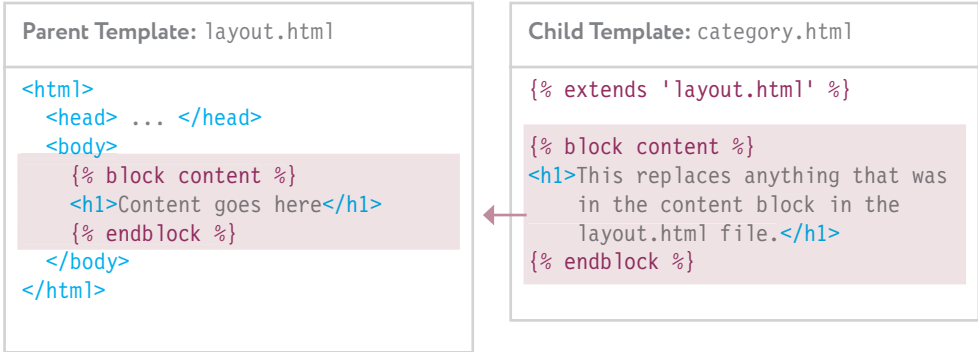 Parent Template: layout.html
<html>
  <head> ... </head>
  <body>
    {% block content %}
    <h1>Content goes here</h1>
    {% endblock %}
  </body>
</html>
Child Template: category.html
{% extends 'layout.html' %}
{% block content %}
<h1>This replaces anything that was
    in the content block in the
    layout.html file.</h1>
{% endblock %}